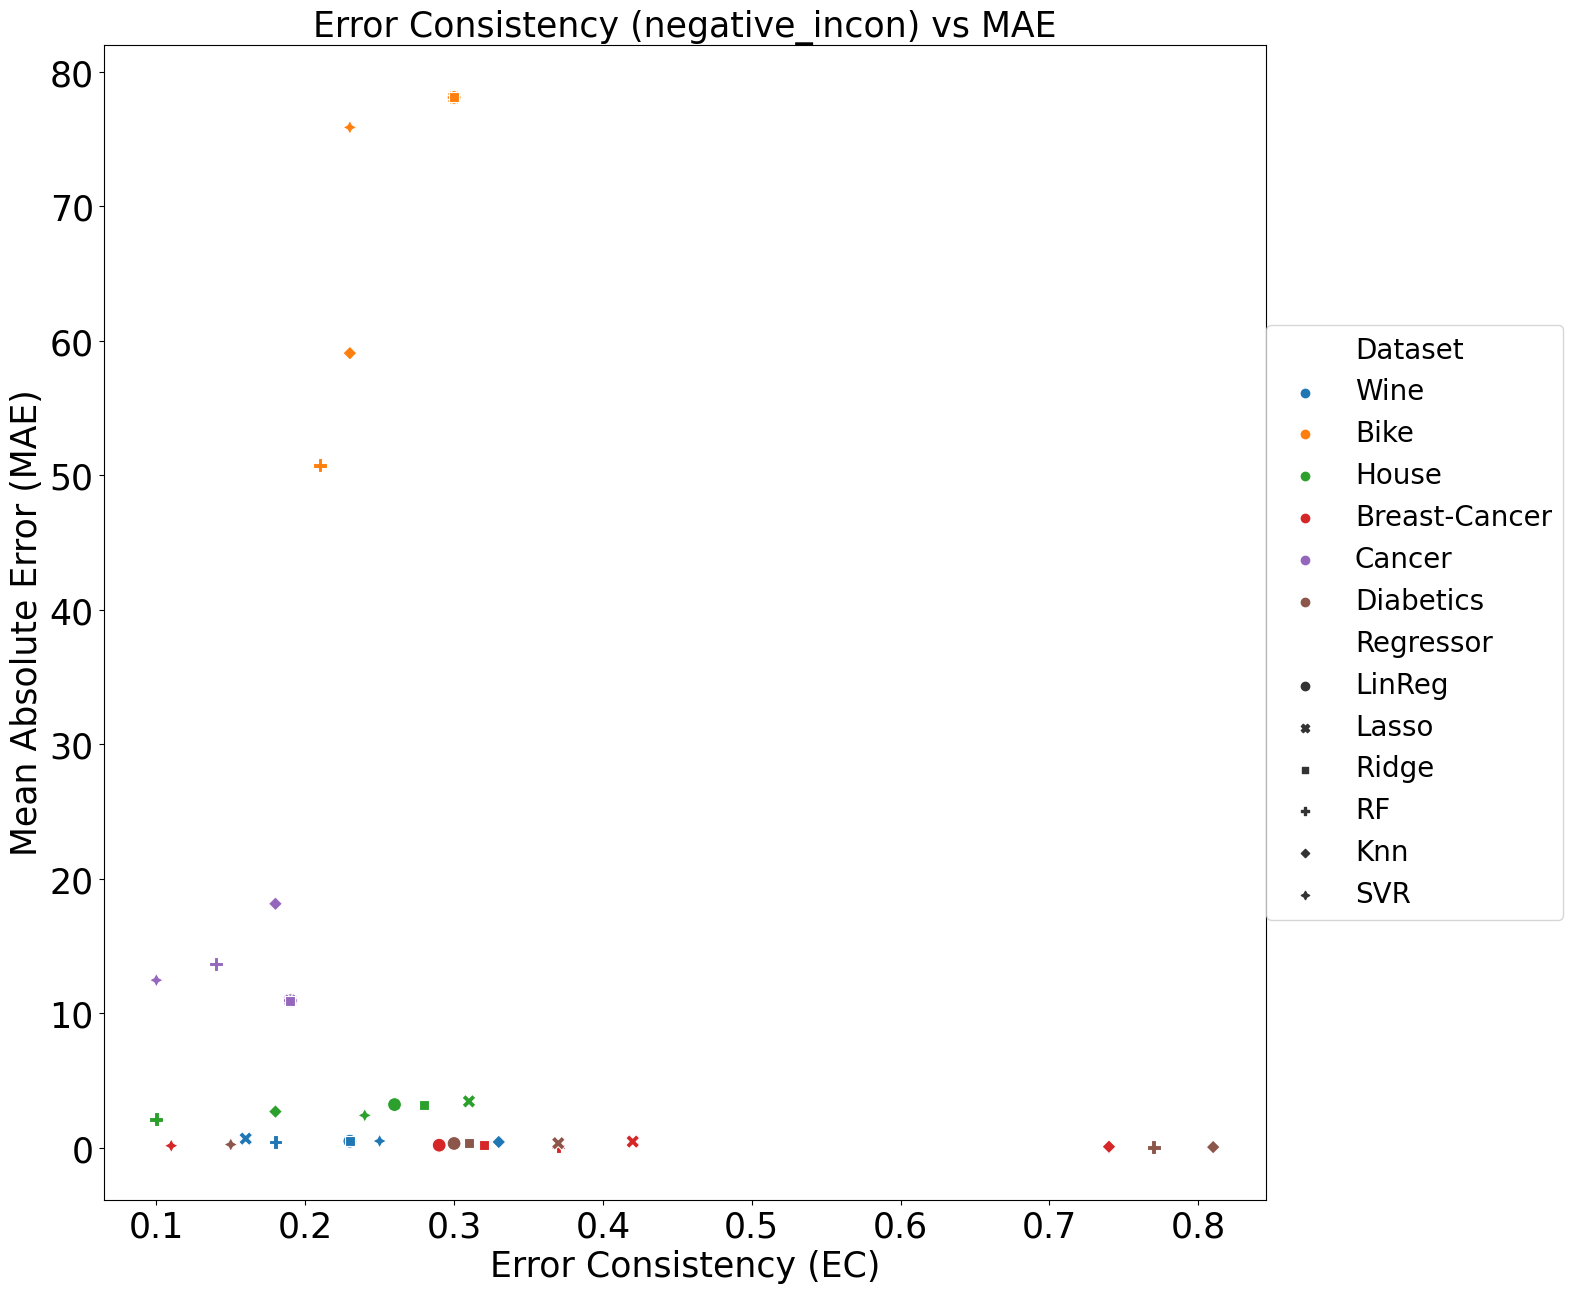 Error Consistency (negative_incon) vs MAE
80
70
60
50
40
30
20
10
0
Mean Absolute Error (MAE)
0.1 0.2 0.3 0.4 0.5 0.6 0.7 0.8
Error Consistency (EC)
Dataset
Wine
Bike
House
Breast-Cancer
Cancer
Diabetics
Regressor
LinReg
Lasso
Ridge
RF
Knn
SVR